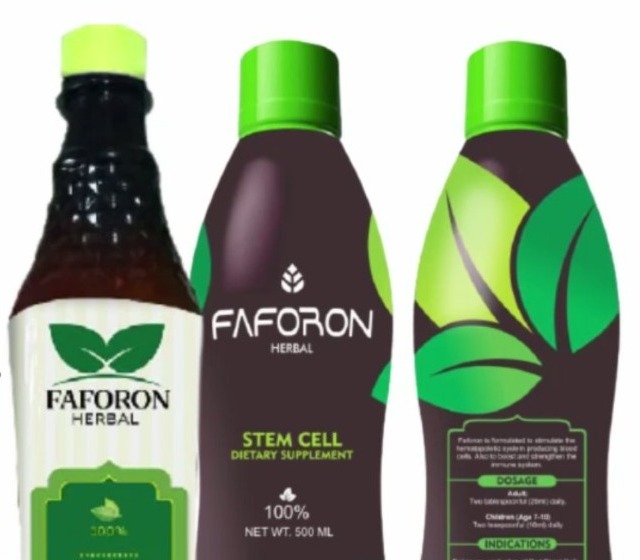 FAFORON
HERBAL
100%
FAFORON
HERBAL
STEM CELL
DIETARY SUPPLEMENT
100%
NET WT. 500 ML
Faforon is formulated to stimulate the
hematopoietic system producing blood
cells. Also to boost and strengthen the
immune system.
DOSAGE
Adult:
Two tablespoonful (20ml) daily.
Children (Age 7-10)
Two teaspoonful (10ml) daily.
INDICATIONS